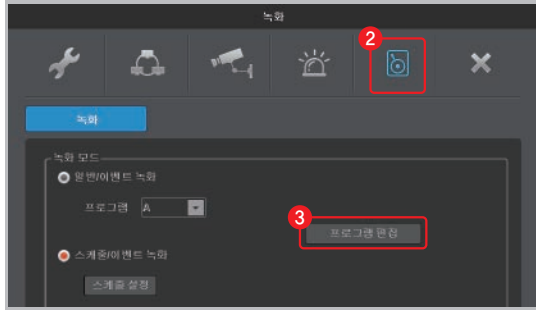 녹화
2
녹화
녹화 모드
일반/이벤트 녹화
프로그램 A
3
프로그램 편집
스케줄/이벤트 녹화
스케줄 설정